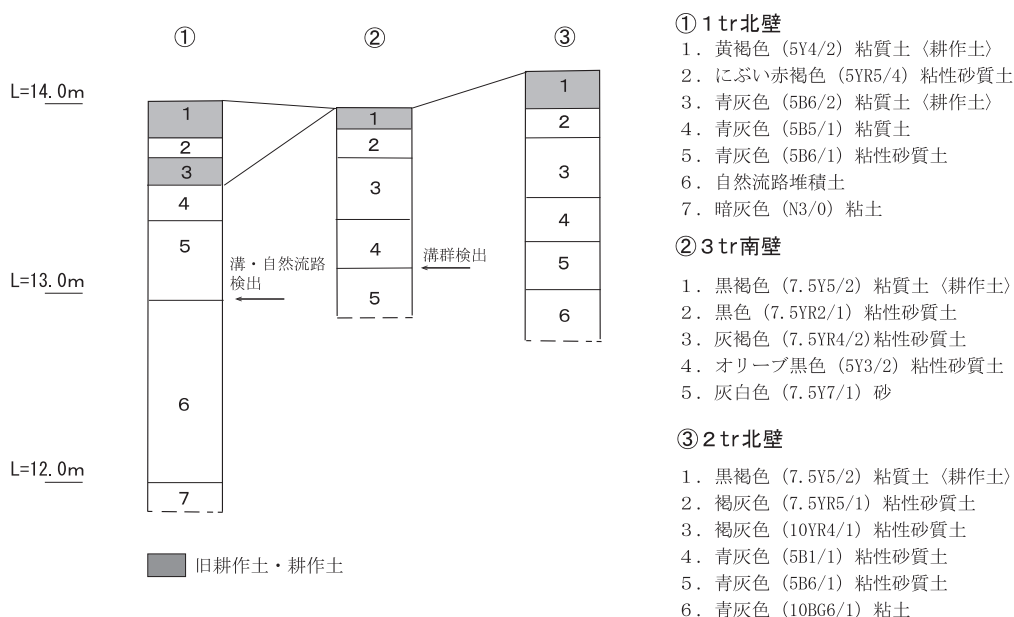 ①
②
③
L=14.0m
L=13.0m
L=12.0m
1
2
3
4
5
6
7
1
2
3
4
5
1
2
3
4
5
6
溝・自然流路
検出
溝群検出
旧耕作土・耕作土
①1tr北壁
1．黄褐色（5Y4/2）粘質土〈耕作土〉
2．にぶい赤褐色（5YR5/4）粘性砂質土
3．青灰色（5B6/2）粘質土〈耕作土〉
4．青灰色（5B5/1）粘質土
5．青灰色（5B6/1）粘性砂質土
6．自然流路堆積土
7．暗灰色（N3/0）粘土
②3tr南壁
1．黒褐色（7.5Y5/2）粘質土〈耕作土〉
2．黒色（7.5YR2/1）粘性砂質土
3．灰褐色（7.5YR4/2)粘性砂質土
4．オリーブ黒色（5Y3/2）粘性砂質土
5．灰白色（7.5Y7/1）砂
③2tr北壁
1．黒褐色（7.5Y5/2）粘質土〈耕作土〉
2．褐灰色（7.5YR5/1）粘性砂質土
3．褐灰色（10YR4/1）粘性砂質土
4．青灰色（5B1/1）粘性砂質土
5．青灰色（5B6/1）粘性砂質土
6．青灰色（10BG6/1）粘土